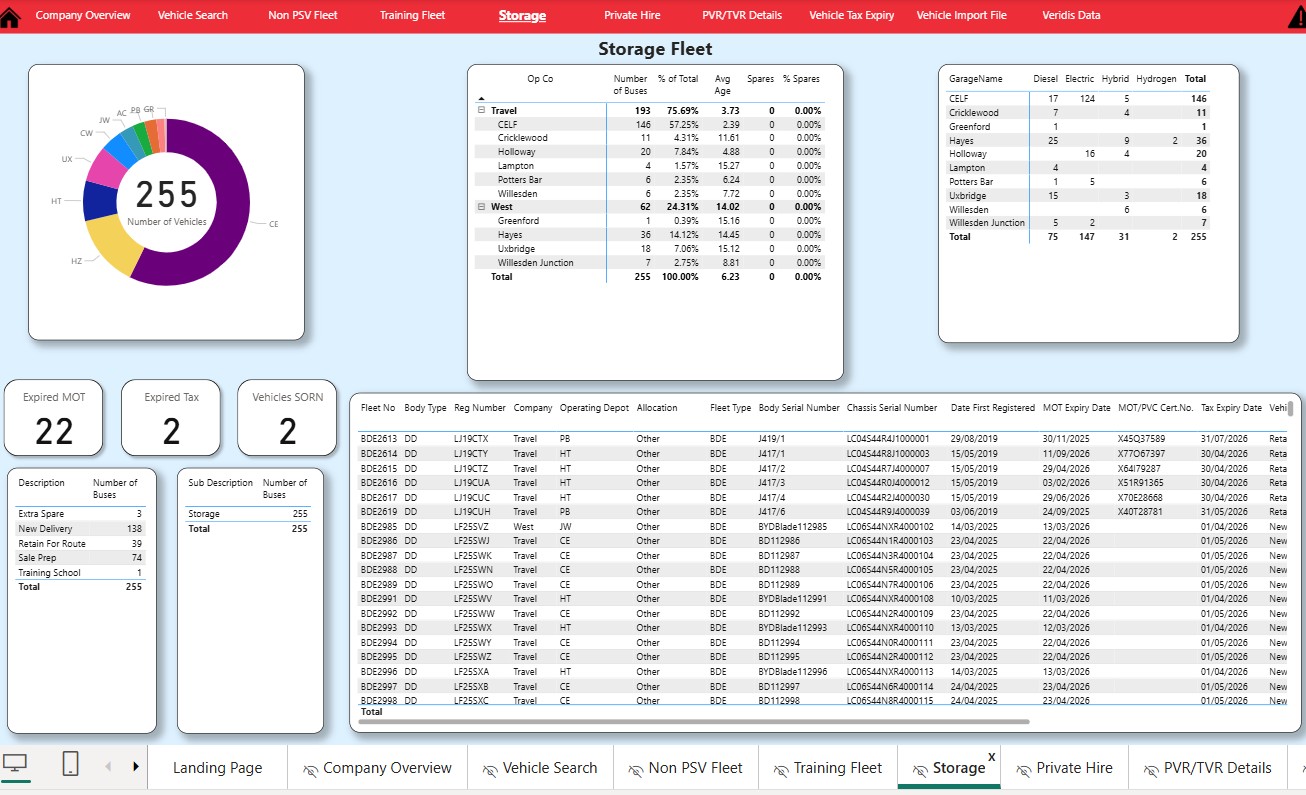 Company Overview Vehicle Search Non PSV Fleet Training Fleet Storage Private Hire PVR/TVR Details Vehicle Tax Expiry Vehicle Import File Veridis Data
Storage Fleet
GR
PB
AC
JW
CW
UX
HT
HZ
CE
255
Number of Vehicles
Op Co Number of Buses % of Total Avg Age Spares % Spares
Travel 193 75.69% 3.73 0 0.00%
CELF 146 57.25% 2.39 0 0.00%
Cricklewood 11 4.31% 11.61 0 0.00%
Holloway 20 7.84% 4.88 0 0.00%
Lampton 4 1.57% 15.27 0 0.00%
Potters Bar 6 2.35% 6.24 0 0.00%
Willesden 6 2.35% 7.72 0 0.00%
West 62 24.31% 14.02 0 0.00%
Greenford 1 0.39% 15.16 0 0.00%
Hayes 36 14.12% 14.45 0 0.00%
Uxbridge 18 7.06% 15.12 0 0.00%
Willesden Junction 7 2.75% 8.81 0 0.00%
Total 255 100.00% 6.23 0 0.00%
GarageName Diesel Electric Hybrid Hydrogen Total
CELF 17 124 5 146
Cricklewood 7 4 11
Greenford 1 1
Hayes 25 9 2 36
Holloway 16 4 20
Lampton 4 4
Potters Bar 1 5 6
Uxbridge 15 3 18
Willesden 6 6
Willesden Junction 5 2 7
Total 75 147 31 2 255
Expired MOT
22
Expired Tax
2
Vehicles SORN
2
Description Number of Buses
Extra Spare 3
New Delivery 138
Retain For Route 39
Sale Prep 74
Training School 1
Total 255
Sub Description Number of Buses
Storage 255
Total 255
Fleet No Body Type Reg Number Company Operating Depot Allocation Fleet Type Body Serial Number Chassis Serial Number Date First Registered MOT Expiry Date MOT/PVC Cert.No. Tax Expiry Date Vehi
BDE2613 DD LJ19CTX Travel PB Other BDE J419/1 LC04S44R4J1000001 29/08/2019 30/11/2025 X45Q37589 31/07/2026 Reta
BDE2614 DD LJ19CTY Travel HT Other BDE J417/1 LC04S44R8J1000003 15/05/2019 11/09/2026 X77O67397 30/04/2026 Reta
BDE2615 DD LJ19CTZ Travel HT Other BDE J417/2 LC04S44R7J4000007 15/05/2019 29/04/2026 X64I79287 30/04/2026 Reta
BDE2616 DD LJ19CUA Travel HT Other BDE J417/3 LC04S44R0J4000012 15/05/2019 03/02/2026 X51R91365 30/04/2026 Reta
BDE2617 DD LJ19CUC Travel HT Other BDE J417/4 LC04S44R2J4000030 15/05/2019 29/06/2026 X70E28668 30/04/2026 Reta
BDE2619 DD LJ19CUH Travel PB Other BDE J417/6 LC04S44R9J4000039 03/06/2019 24/09/2025 X40T28781 31/05/2026 Reta
BDE2985 DD LF25SVZ West JW Other BDE BYDBlade112985 LC06S44NXR4000102 14/03/2025 13/03/2026 01/04/2026 New
BDE2986 DD LF25SWJ Travel CE Other BDE BD112986 LC06S44N1R4000103 23/04/2025 22/04/2026 01/05/2026 New
BDE2987 DD LF25SWK Travel CE Other BDE BD112987 LC06S44N3R4000104 23/04/2025 22/04/2026 01/05/2026 New
BDE2988 DD LF25SWN Travel CE Other BDE BD112988 LC06S44N5R4000105 23/04/2025 22/04/2026 01/05/2026 New
BDE2989 DD LF25SWO Travel CE Other BDE BD112989 LC06S44N7R4000106 23/04/2025 22/04/2026 01/05/2026 New
BDE2991 DD LF25SWV Travel HT Other BDE BYDBlade112991 LC06S44NXR4000108 10/03/2025 11/03/2026 01/04/2026 New
BDE2992 DD LF25SWW Travel CE Other BDE BD112992 LC06S44N2R4000109 23/04/2025 22/04/2026 01/05/2026 New
BDE2993 DD LF25SWX Travel HT Other BDE BYDBlade112993 LC06S44NXR4000110 13/03/2025 12/03/2026 01/04/2026 New
BDE2994 DD LF25SWY Travel CE Other BDE BD112994 LC06S44N0R4000111 23/04/2025 22/04/2026 01/05/2026 New
BDE2995 DD LF25SWZ Travel CE Other BDE BD112995 LC06S44N2R4000112 23/04/2025 22/04/2026 01/05/2026 New
BDE2996 DD LF25SXA Travel HT Other BDE BYDBlade112996 LC06S44NXR4000113 14/03/2025 13/03/2026 01/04/2026 New
BDE2997 DD LF25SXB Travel CE Other BDE BD112997 LC06S44N6R4000114 24/04/2025 23/04/2026 01/05/2026 New
BDE2998 DD LF25SXC Travel CE Other BDE BD112998 LC06S44N8R4000115 24/04/2025 23/04/2026 01/05/2026 New
Total
Landing Page Company Overview Vehicle Search Non PSV Fleet Training Fleet Storage X Private Hire PVR/TVR Details